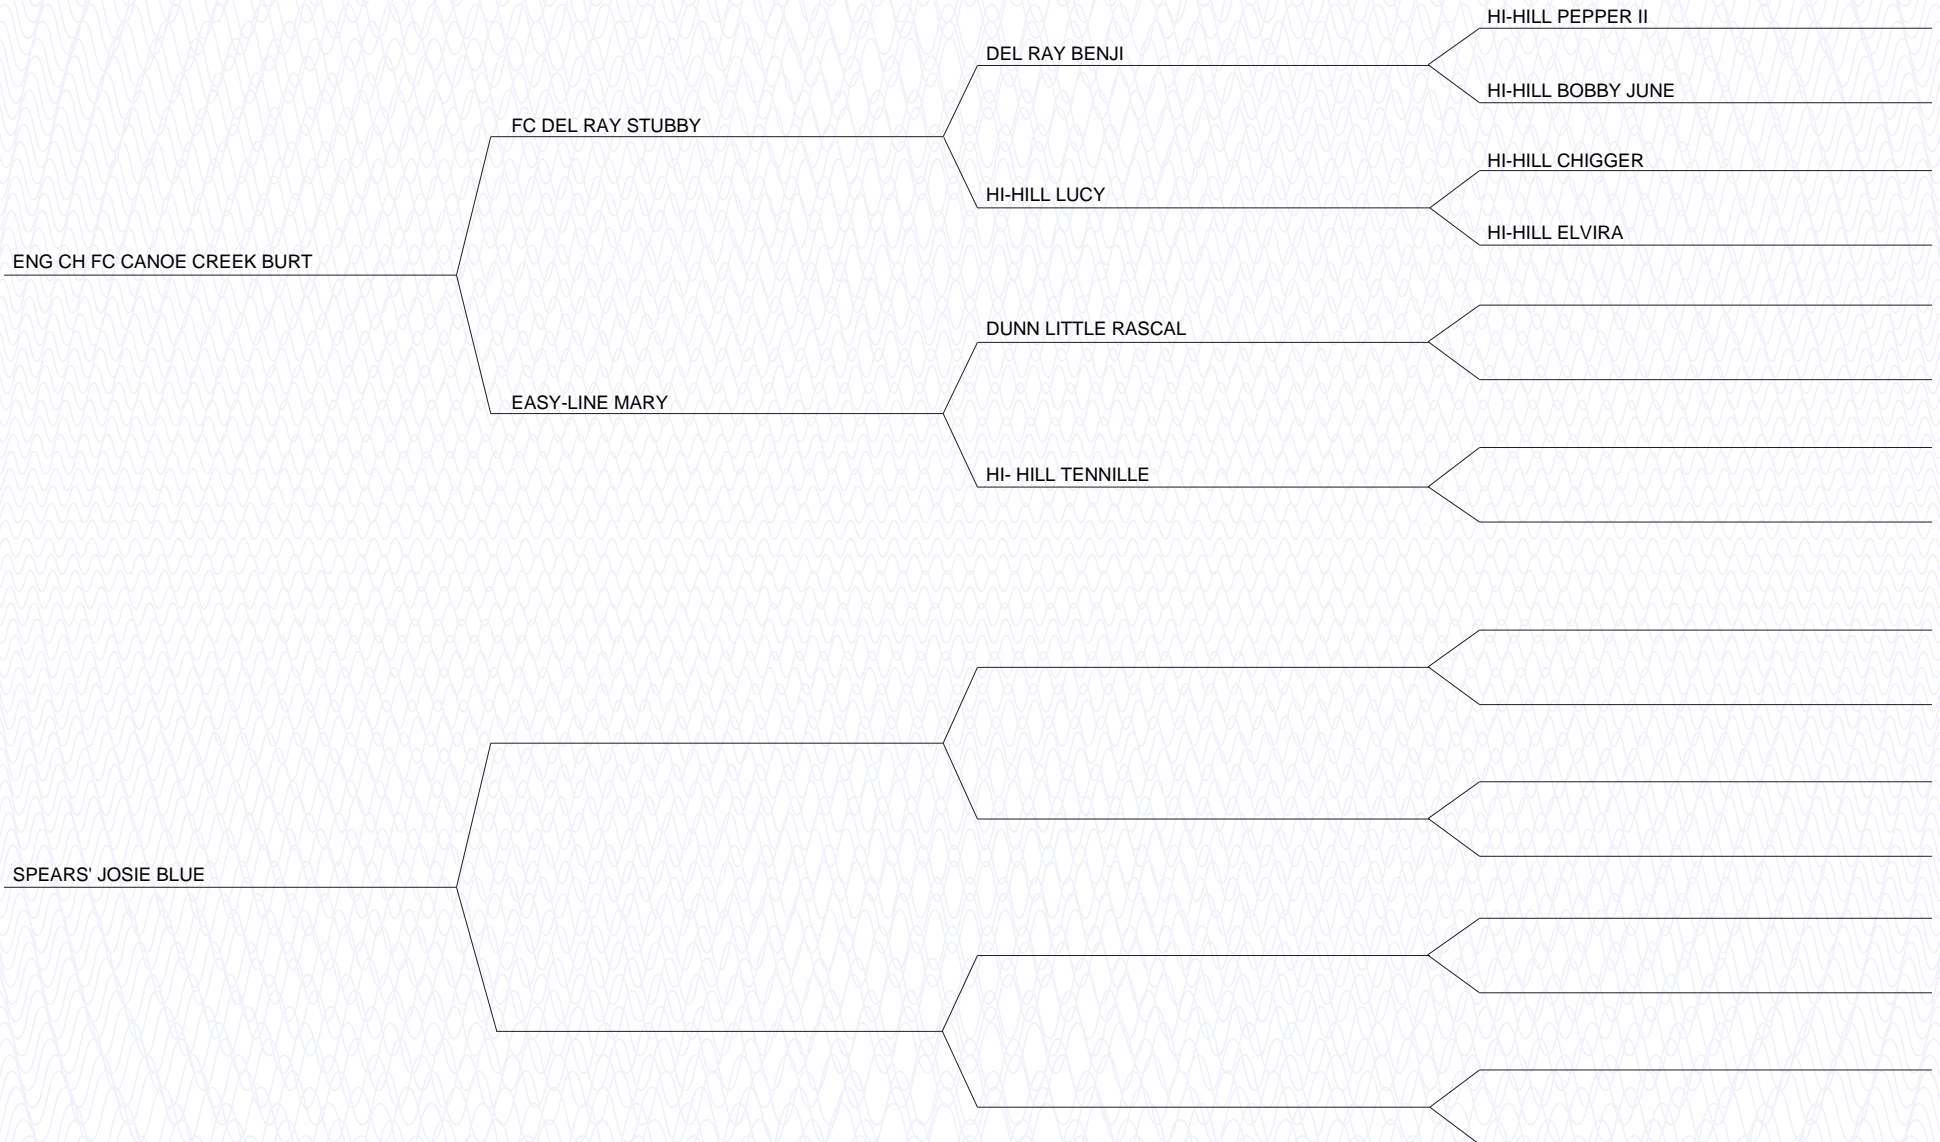 HI-HILL PEPPER II
DEL RAY BENJI
HI-HILL BOBBY JUNE
FC DEL RAY STUBBY
HI-HILL CHIGGER
HI-HILL LUCY
HI-HILL ELVIRA
ENG CH FC CANOE CREEK BURT
DUNN LITTLE RASCAL
EASY-LINE MARY
HI- HILL TENNILLE
SPEARS' JOSIE BLUE